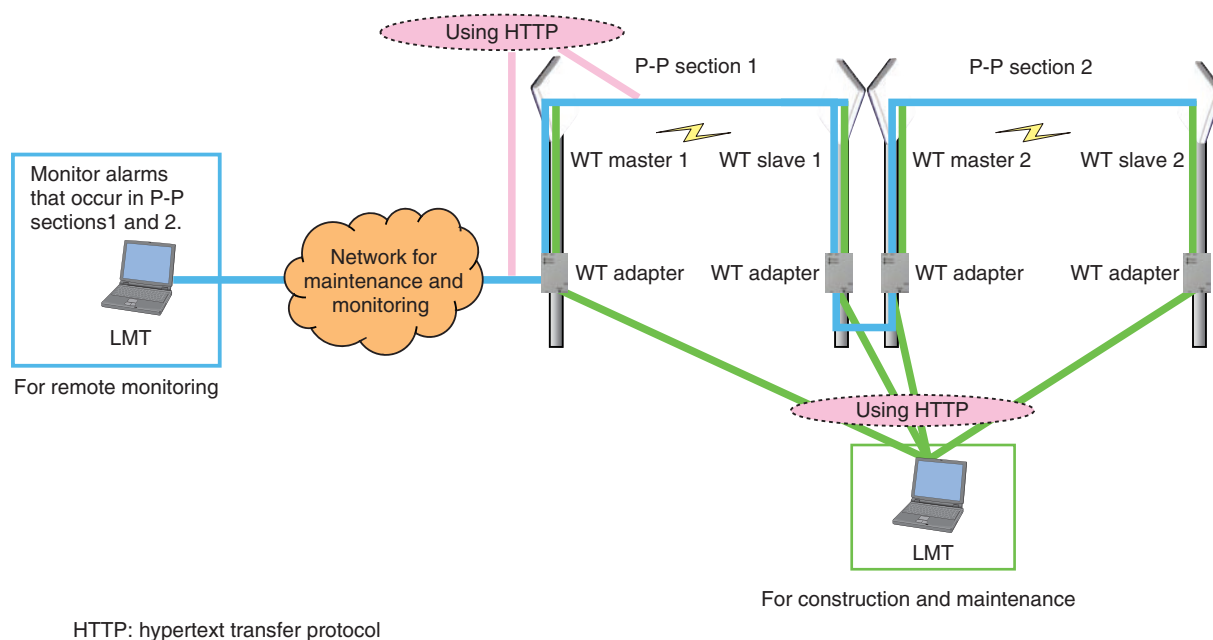 Using HTTP
P-P section 1
P-P section 2
WT master 1
WT slave 1
WT master 2
WT slave 2
Monitor alarms
that occur in P-P
sections1 and 2.
LMT
For remote monitoring
Network for
maintenance and
monitoring
WT adapter
WT adapter
WT adapter
WT adapter
Using HTTP
LMT
For construction and maintenance
HTTP: hypertext transfer protocol